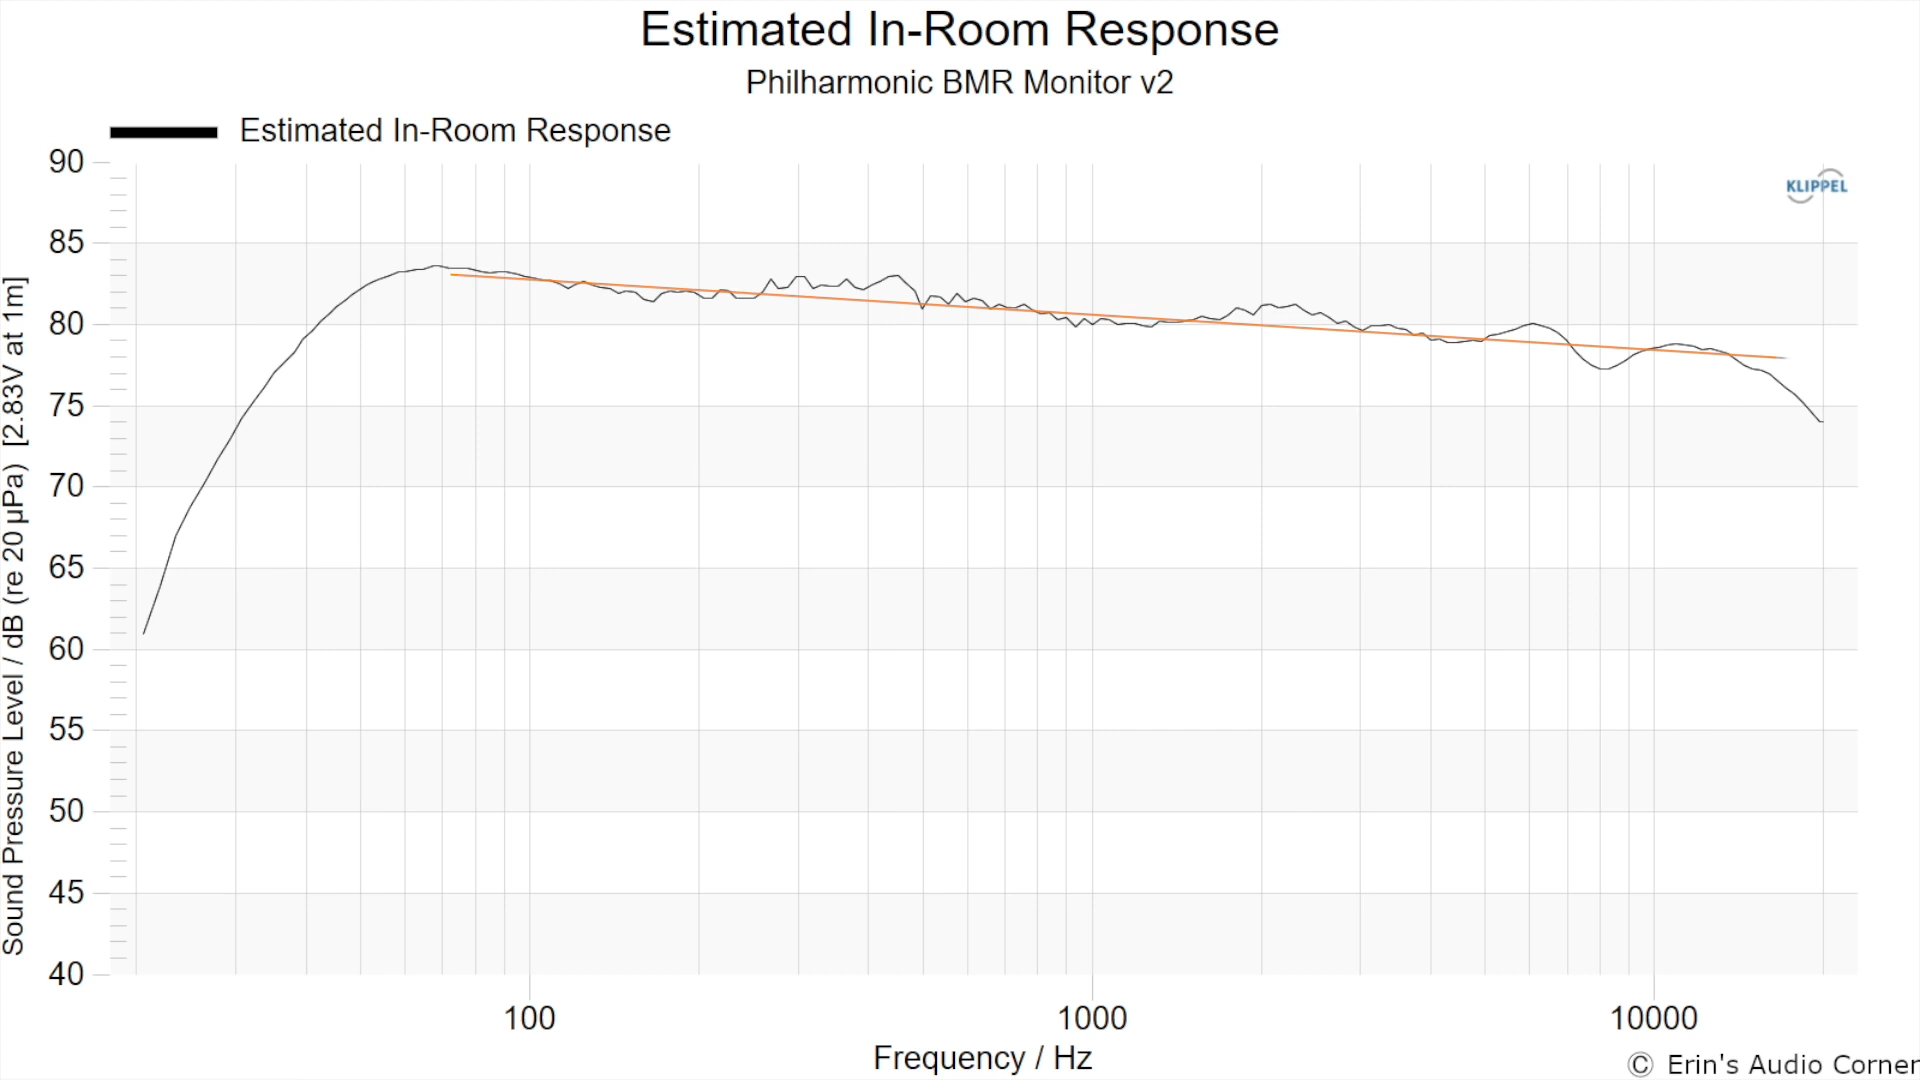 Estimated In-Room Response
Philharmonic BMR Monitor v2
Estimated In-Room Response
KLIPPEL
90
85
80
75
70
65
60
55
50
45
40
Sound Pressure Level / dB (re 20 µPa)  [2.83V at 1m]
100
1000
10000
Frequency / Hz
© Erin's Audio Corner